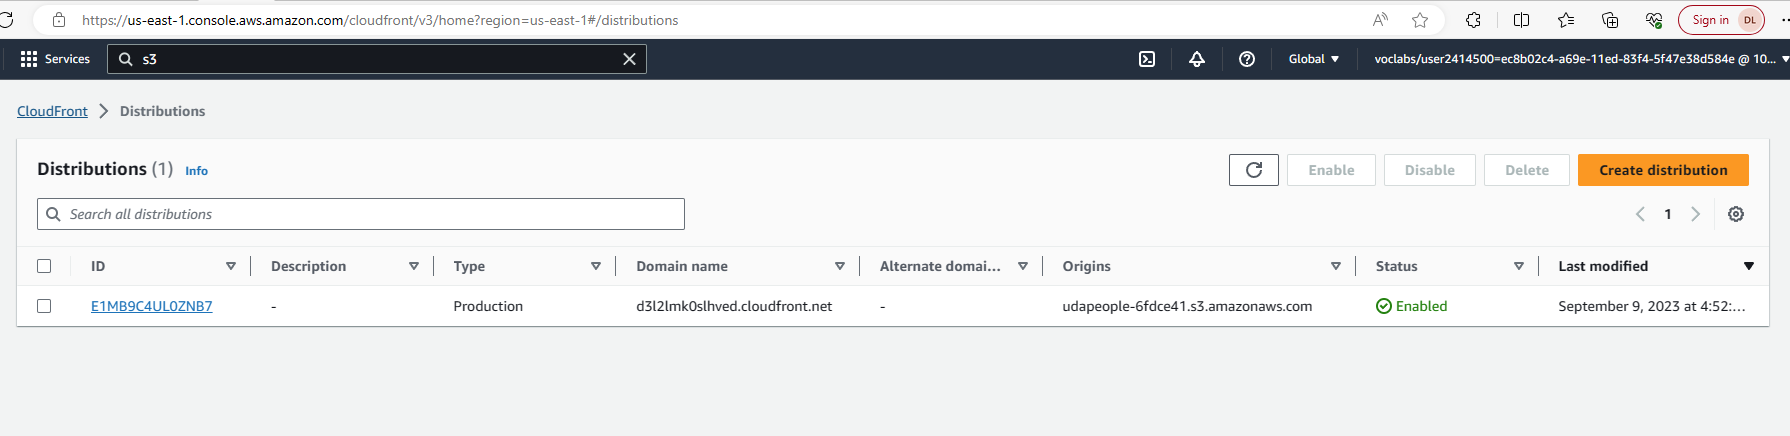 https://us-east-1.console.aws.amazon.com/cloudfront/v3/home?region=us-east-1#/distributions
Sign in DL
Services s3 Global voclabs/user2414500=ec8b02c4-a69e-11ed-83f4-5f47e38d584e @ 10...
CloudFront > Distributions
Distributions (1) Info Enable Disable Delete Create distribution
Search all distributions 1
ID Description Type Domain name Alternate domai... Origins Status Last modified
E1MB9C4UL0ZNB7 - Production d3l2lmk0slhved.cloudfront.net - udapeople-6fdce41.s3.amazonaws.com Enabled September 9, 2023 at 4:52:...